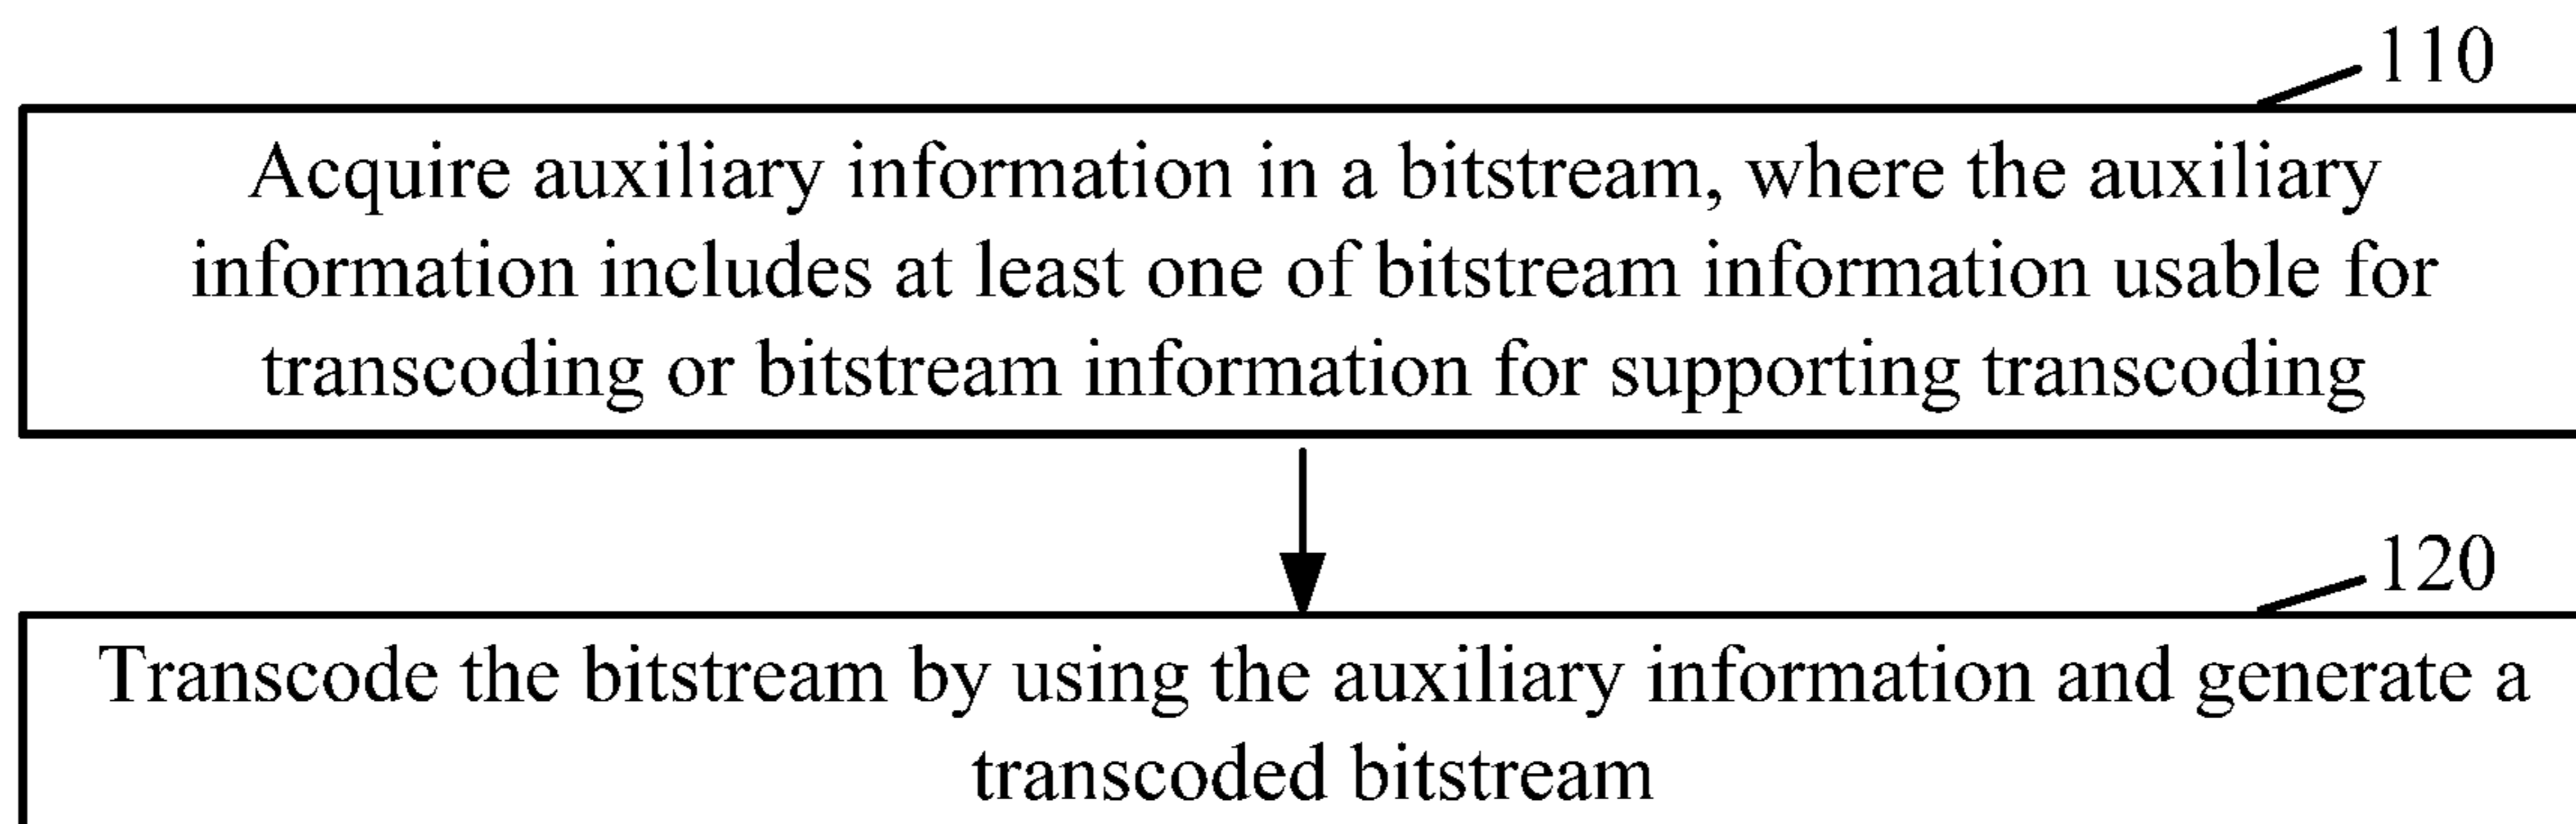 110
Acquire auxiliary information in a bitstream, where the auxiliary
information includes at least one of bitstream information usable for
transcoding or bitstream information for supporting transcoding
120
Transcode the bitstream by using the auxiliary information and generate a
transcoded bitstream